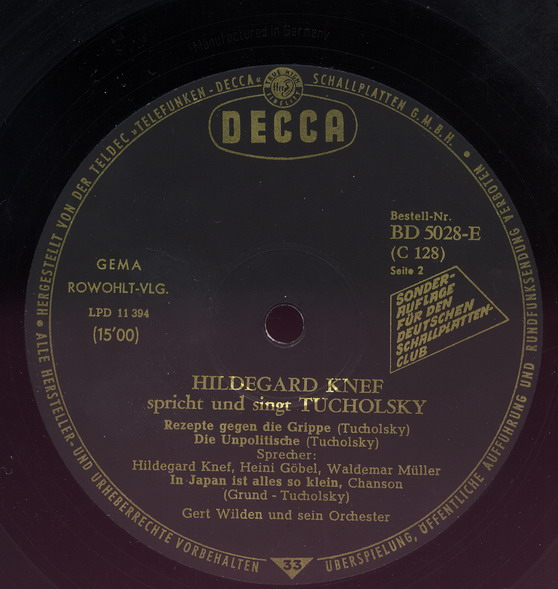 Manufactured in Germany
HERGESTELLT VON DER TELDEC »TELEFUNKEN-DECCA« SCHALLPLATTEN G.M.B.H. •
DECCA
Bestell-Nr.
BD 5028-E
(C 128)
Seite 2
SONDER-
AUFLAGE
FÜR DEN
DEUTSCHEN
SCHALLPLATTEN-
CLUB
GEMA
ROWOHLT-VLG.
LPD 11 394
(15'00)
HILDEGARD KNEF
spricht und singt TUCHOLSKY
Rezepte gegen die Grippe (Tucholsky)
Die Unpolitische (Tucholsky)
Sprecher:
Hildegard Knef, Heini Göbel, Waldemar Müller
In Japan ist alles so klein, Chanson
(Grund - Tucholsky)
Gert Wilden und sein Orchester
• ALLE HERSTELLER- UND URHEBERRECHTE VORBEHALTEN
33
ÜBERSPIELUNG, ÖFFENTLICHE AUFFÜHRUNG UND RUNDFUNKSENDUNG VERBOTEN